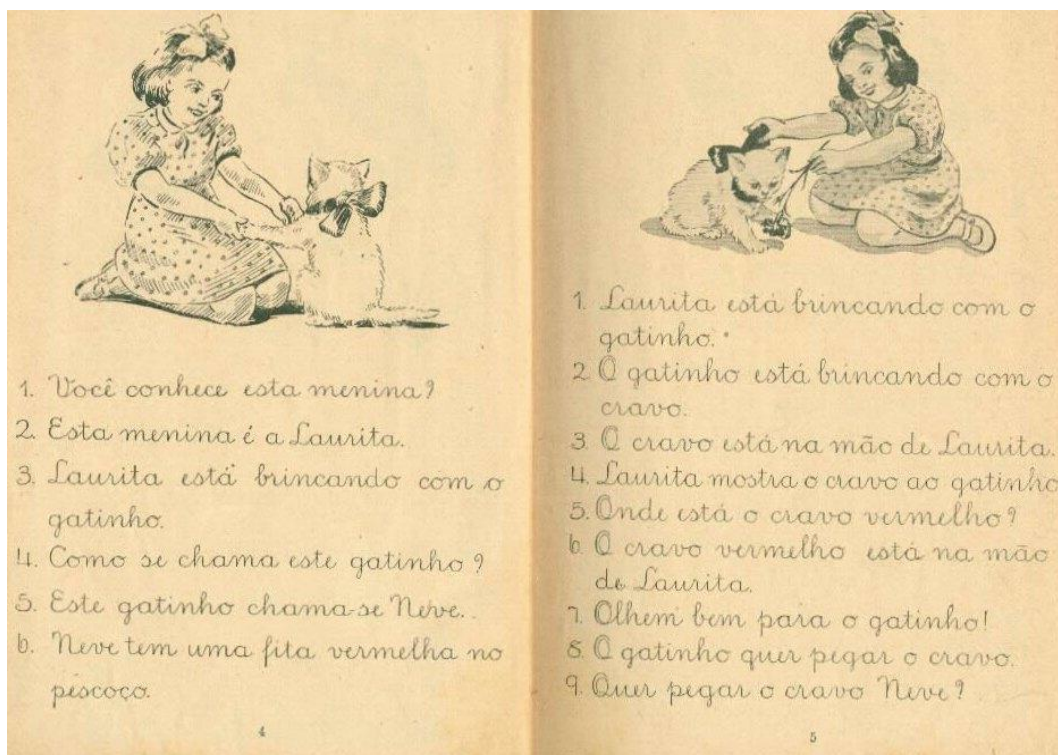 1. Você conhece esta menina?
2. Esta menina é a Laurita.
3. Laurita está brincando com o
gatinho.
4. Como se chama este gatinho?
5. Este gatinho chama-se Neve.
6. Neve tem uma fita vermelha no
pescoço.
4
1. Laurita está brincando com o
gatinho.
2 O gatinho está brincando com o
cravo.
3. O cravo está na mão de Laurita.
4. Laurita mostra o cravo ao gatinho
5. Onde está o cravo vermelho?
6. O cravo vermelho está na mão
de Laurita.
7. Olhem bem para o gatinho!
8. O gatinho quer pegar o cravo.
9. Quer pegar o cravo Neve?
5